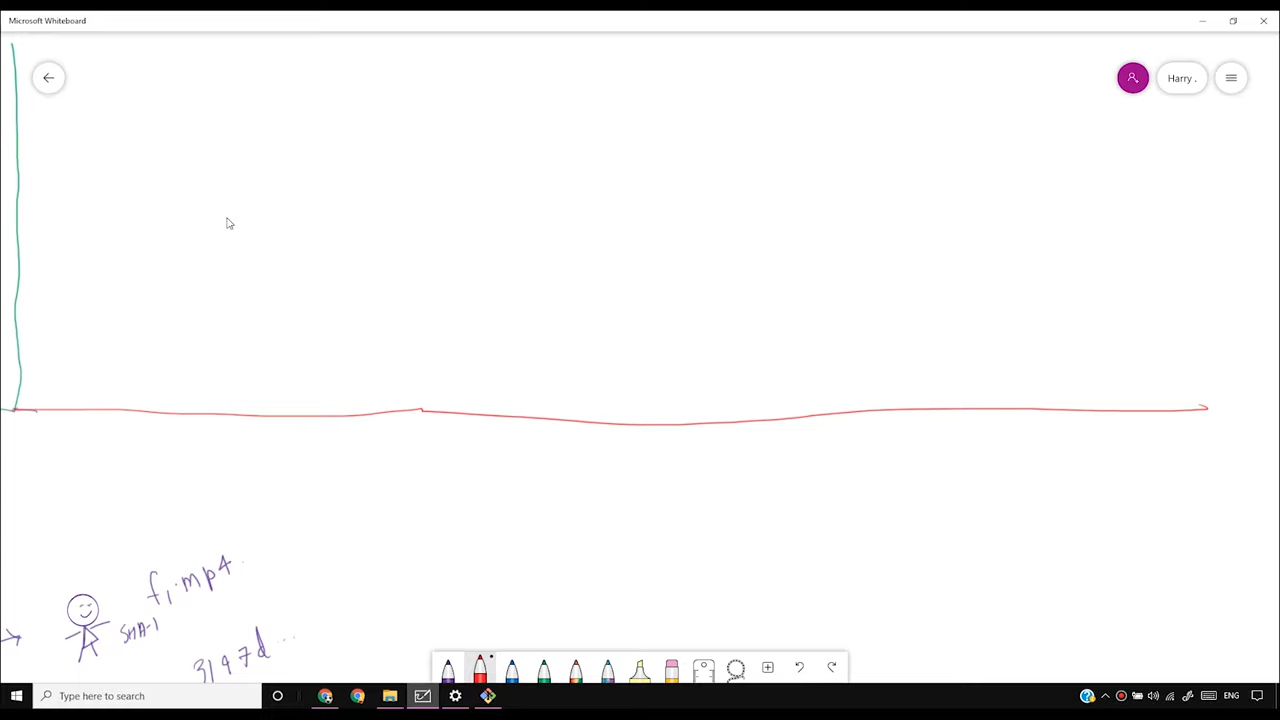 Microsoft Whiteboard
Harry .
f1.mp4
SHA-1
3147d...
Type here to search
ENG